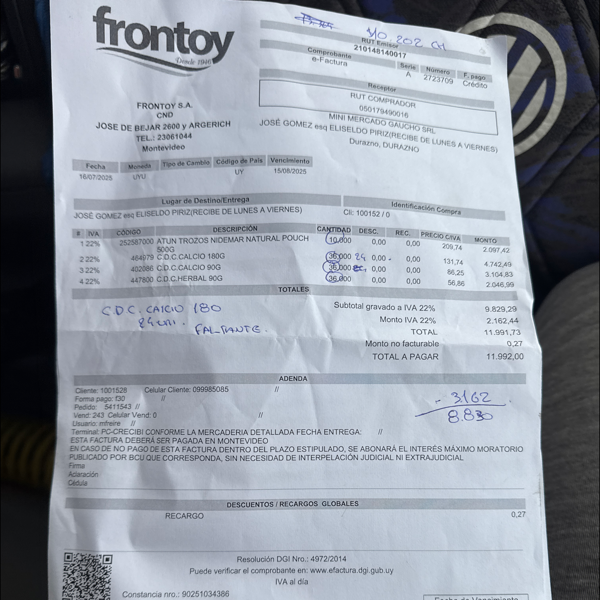 frontoy
Desde 1946
MO. 202 CH
RUT Emisor
210148140017
Comprobante Serie Número F. pago
e-Factura A 2723709 Crédito
Receptor
RUT COMPRADOR
050179490016
MINI MERCADO GAUCHO SRL
JOSÉ GOMEZ esq ELISELDO PIRIZ(RECIBE DE LUNES A VIERNES)
Durazno, DURAZNO
FRONTOY S.A.
CND
JOSE DE BEJAR 2600 y ARGERICH
TEL.: 23061044
Montevideo
Fecha Moneda Tipo de Cambio Código de País Vencimiento
16/07/2025 UYU UY 15/08/2025
Lugar de Destino/Entrega Identificación Compra
JOSÉ GOMEZ esq ELISELDO PIRIZ(RECIBE DE LUNES A VIERNES) Cli: 100152 / 0
# IVA CÓDIGO DESCRIPCIÓN CANTIDAD DESC. REC. PRECIO C/IVA MONTO
1 22% 252587000 ATUN TROZOS NIDEMAR NATURAL POUCH 500G 10,000 0,00 0,00 209,74 2.097,42
2 22% 464979 C.D.C.CALCIO 180G 36,000 24 0,00 0,00 131,74 4.742,49
3 22% 402086 C.D.C.CALCIO 90G 36,000 0,00 0,00 86,25 3.104,83
4 22% 447800 C.D.C.HERBAL 90G 36,000 0,00 0,00 56,86 2.046,99
TOTALES
C.D.C. CALCIO 180
FALTANTE.
Subtotal gravado a IVA 22% 9.829,29
Monto IVA 22% 2.162,44
TOTAL 11.991,73
Monto no facturable 0,27
TOTAL A PAGAR 11.992,00
ADENDA
Cliente: 1001528 Celular Cliente: 099985085 //
Forma pago: f30
Pedido: 5411543 //
Vend: 243 Celular Vend: 0 //
Usuario: mfreire //
Terminal: PC-CRECIBI CONFORME LA MERCADERIA DETALLADA FECHA ENTREGA: //
ESTA FACTURA DEBERÁ SER PAGADA EN MONTEVIDEO
EN CASO DE NO PAGO DE ESTA FACTURA DENTRO DEL PLAZO ESTIPULADO, SE ABONARÁ EL INTERÉS MÁXIMO MORATORIO
PUBLICADO POR BCU QUE CORRESPONDA, SIN NECESIDAD DE INTERPELACIÓN JUDICIAL NI EXTRAJUDICIAL
Firma
Aclaración
Cédula
- 3162
8.830
DESCUENTOS / RECARGOS GLOBALES
RECARGO 0,27
Resolución DGI Nro.: 4972/2014
Puede verificar el comprobante en: www.efactura.dgi.gub.uy
IVA al día
Constancia nro.: 90251034386
Fecha de Vencimiento